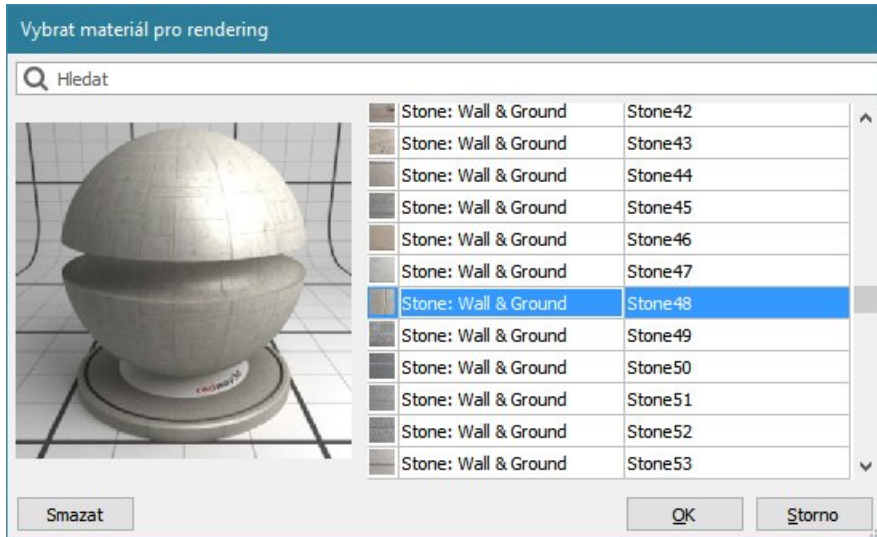 Vybrat materiál pro rendering
Hledat
Stone: Wall & Ground Stone42
Stone: Wall & Ground Stone43
Stone: Wall & Ground Stone44
Stone: Wall & Ground Stone45
Stone: Wall & Ground Stone46
Stone: Wall & Ground Stone47
Stone: Wall & Ground Stone48
Stone: Wall & Ground Stone49
Stone: Wall & Ground Stone50
Stone: Wall & Ground Stone51
Stone: Wall & Ground Stone52
Stone: Wall & Ground Stone53
Smazat OK Storno